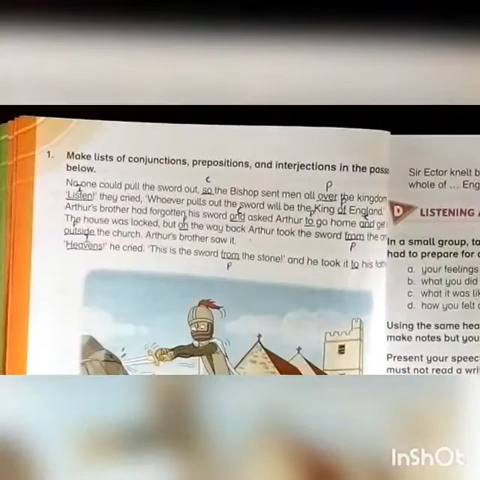 1. Make lists of conjunctions, prepositions, and interjections in the
below.
c p
No one could pull the sword out, so the Bishop sent men all over the kingdom
'Listen!' they cried, 'Whoever pulls out the sword will be the King of England.
Arthur's brother had forgotten his sword and asked Arthur to go home and get
The house was locked, but on the way back Arthur took the sword from the
outside the church. Arthur's brother saw it.
'Heavens!' he cried. 'This is the sword from the stone!' and he took it to his
p
Sir Ector knelt
whole of ... Eng
D LISTENING
In a small group,
had to prepare for
a. your feelings
b. what you did
c. what it was
d. how you felt
Using the same
make notes but you
Present your
must not read a
InShOt